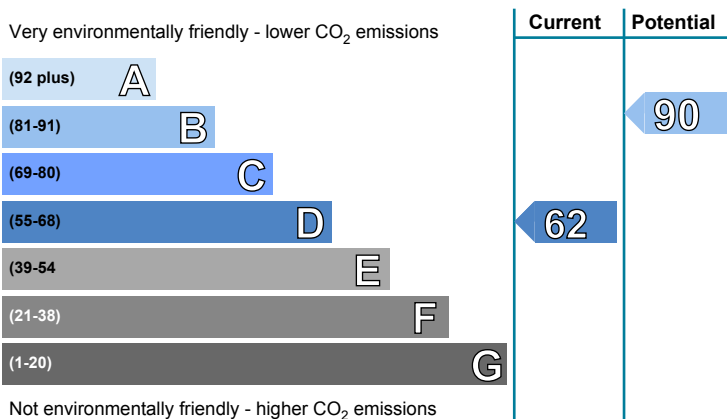 Current Potential
Very environmentally friendly - lower CO2 emissions
(92 plus) A
(81-91) B
90
(69-80) C
(55-68) D
62
(39-54 E
(21-38) F
(1-20) G
Not environmentally friendly - higher CO2 emissions